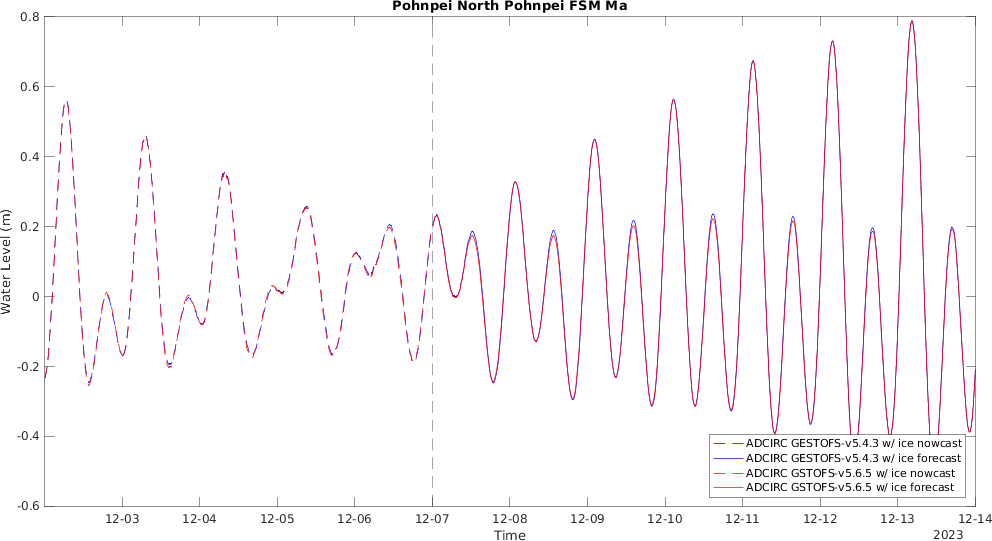 Pohnpei North Pohnpei FSM Ma
0.8
0.6
0.4
0.2
0
-0.2
-0.4
-0.6
Water Level (m)
ADCIRC GESTOFS-v5.4.3 w/ ice nowcast
ADCIRC GESTOFS-v5.4.3 w/ ice forecast
ADCIRC GSTOFS-v5.6.5 w/ ice nowcast
ADCIRC GSTOFS-v5.6.5 w/ ice forecast
12-03 12-04 12-05 12-06 12-07 12-08 12-09 12-10 12-11 12-12 12-13 12-14
Time
2023